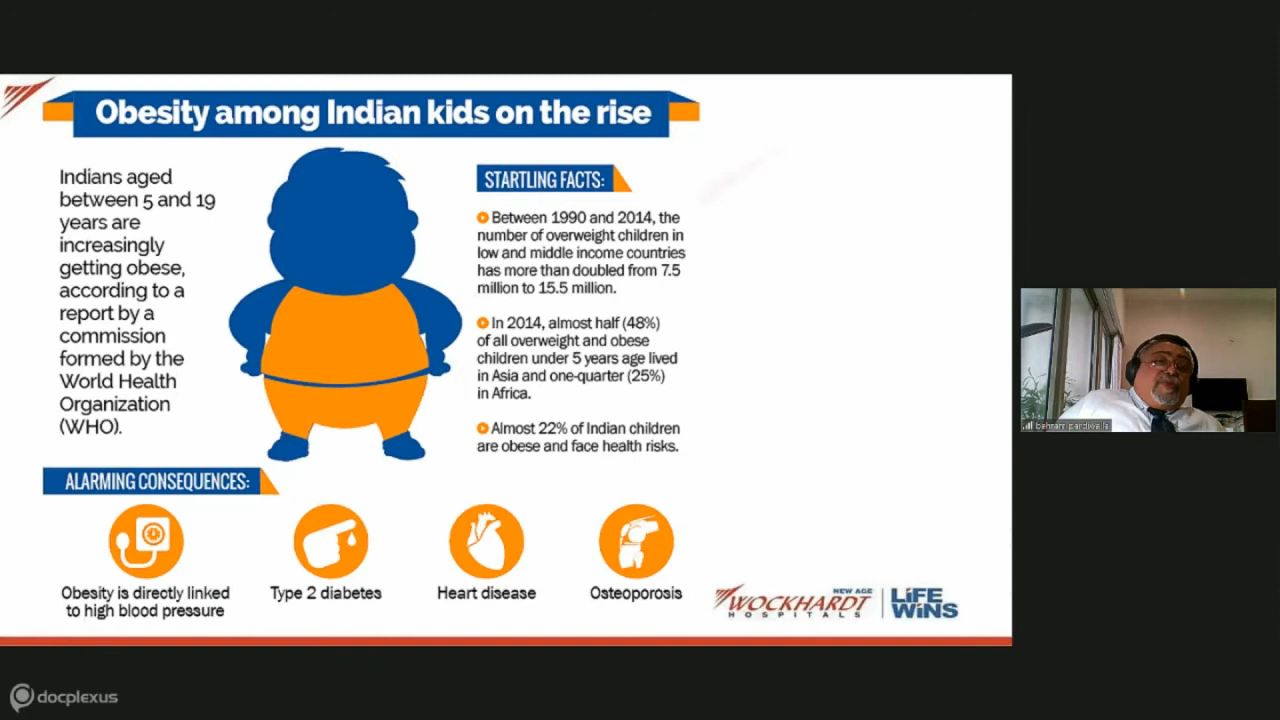 Obesity among Indian kids on the rise
Indians aged
between 5 and 19
years are
increasingly
getting obese,
according to a
report by a
commission
formed by the
World Health
Organization
(WHO).
STARTLING FACTS:
Between 1990 and 2014, the
number of overweight children in
low and middle income countries
has more than doubled from 7.5
million to 15.5 million.
In 2014, almost half (48%)
of all overweight and obese
children under 5 years age lived
in Asia and one-quarter (25%)
in Africa.
Almost 22% of Indian children
are obese and face health risks.
ALARMING CONSEQUENCES:
Obesity is directly linked
to high blood pressure
Type 2 diabetes
Heart disease
Osteoporosis
NEW AGE
WOCKHARDT
HOSPITALS
LiFE
WiNS
behram pardiwalla
docplexus